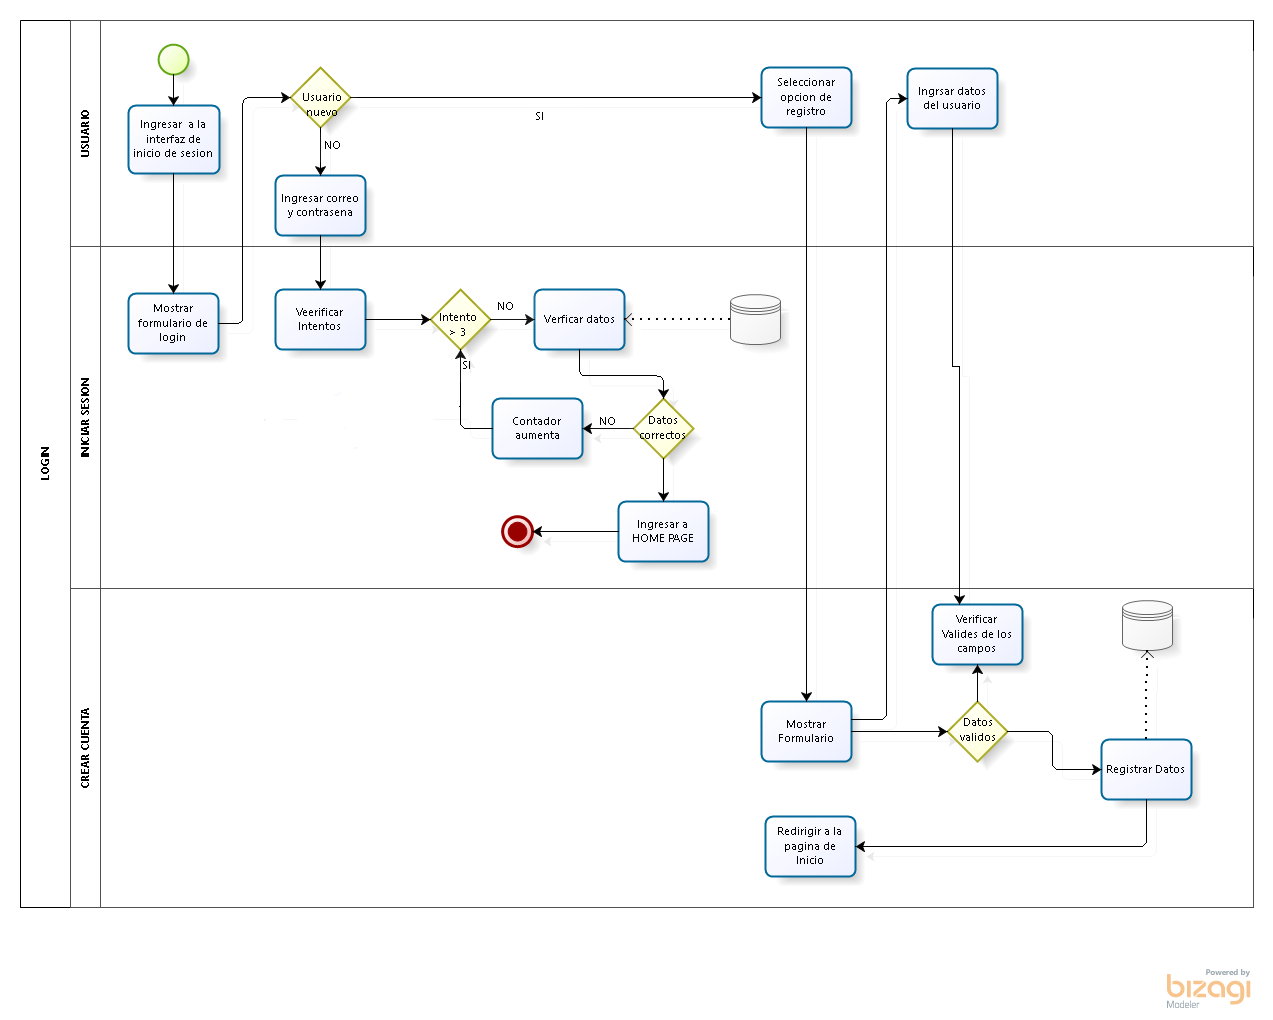 LOGIN
USUARIO
Ingresar a la
interfaz de
inicio de sesion
Usuario
nuevo
SI
NO
Ingresar correo
y contrasena
Seleccionar
opcion de
registro
Ingrsar datos
del usuario
INICIAR SESION
Mostrar
formulario de
login
Veerificar
Intentos
Intento
> 3
NO
SI
Verficar datos
Contador
aumenta
NO
Datos
correctos
Ingresar a
HOME PAGE
CREAR CUENTA
Verificar
Valides de los
campos
Mostrar
Formulario
Datos
validos
Registrar Datos
Redirigir a la
pagina de
Inicio
Powered by
bizagi
Modeler